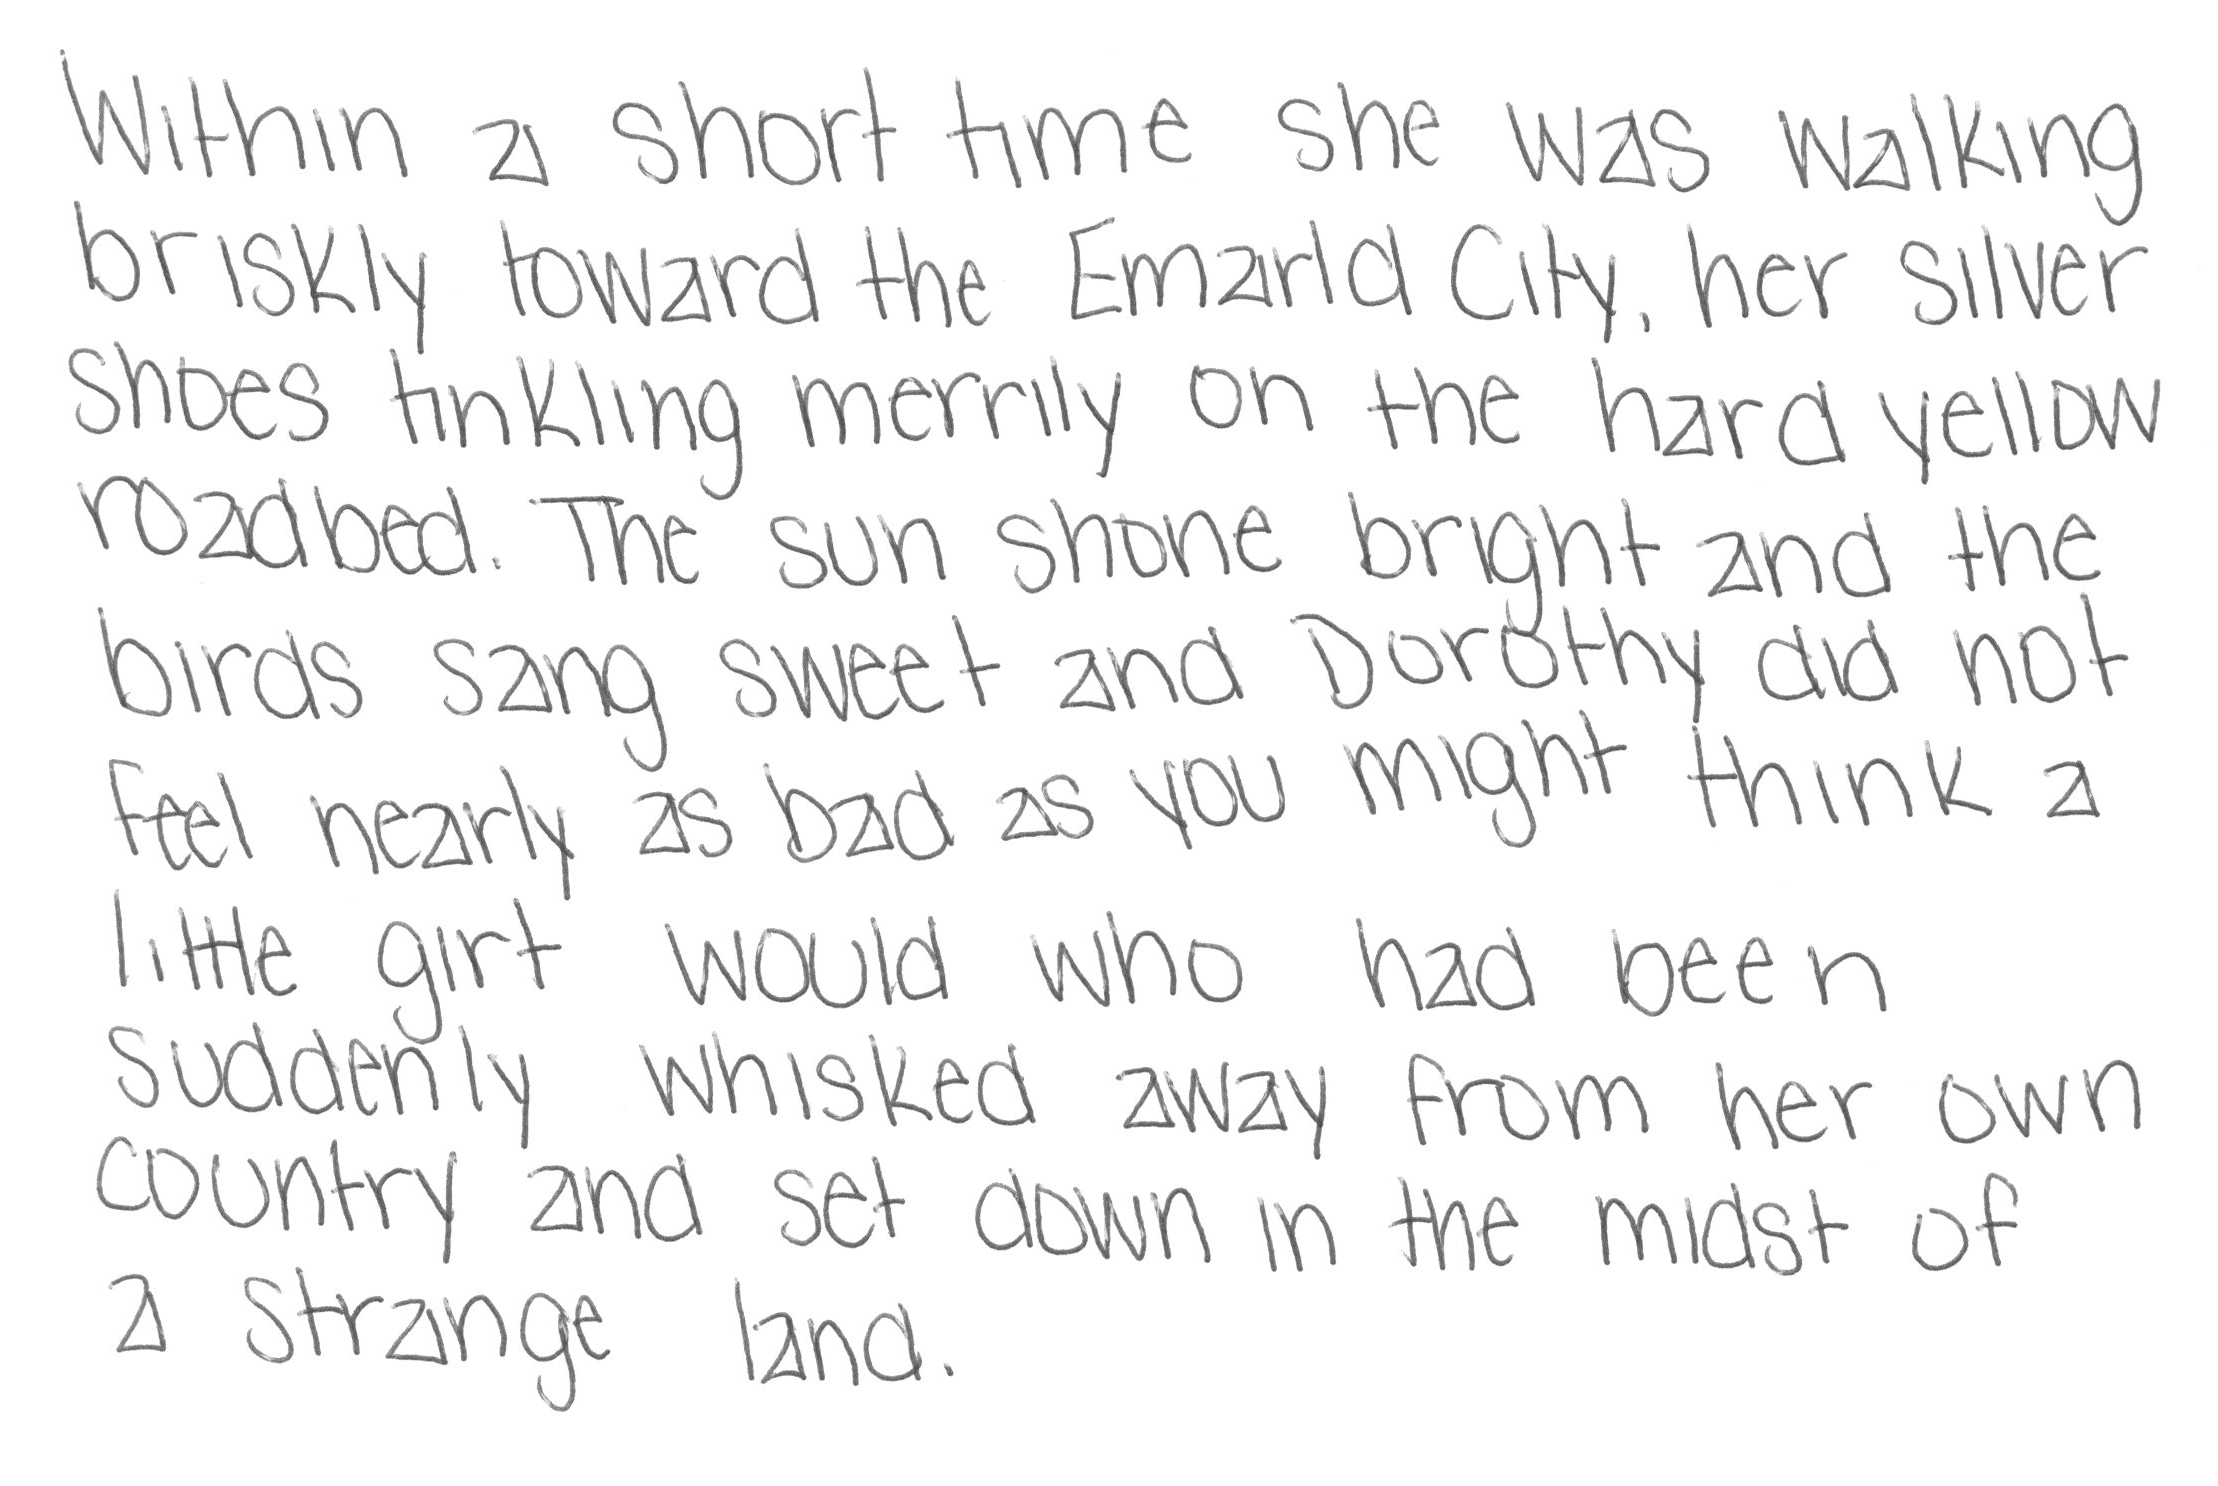 Within a short time she was walking
briskly toward the Emarld City, her silver
shoes tinkling merrily on the hard yellow
roadbed. The sun shone bright and the
birds sang sweet and Dorothy did not
feel nearly as bad as you might think a
little girt would who had been
suddenly whisked away from her own
country and set down in the midst of
a strange land.